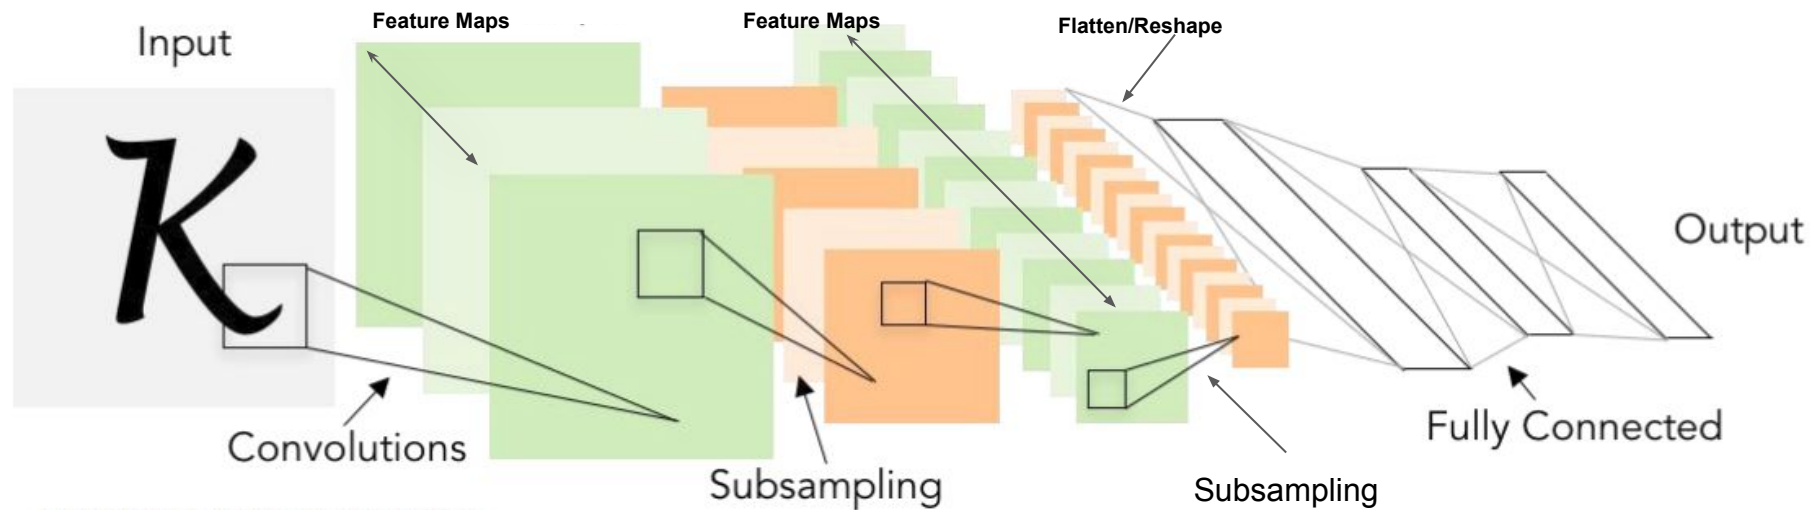 Feature Maps
Feature Maps
Flatten/Reshape
Input
K
Output
Convolutions
Subsampling
Subsampling
Fully Connected